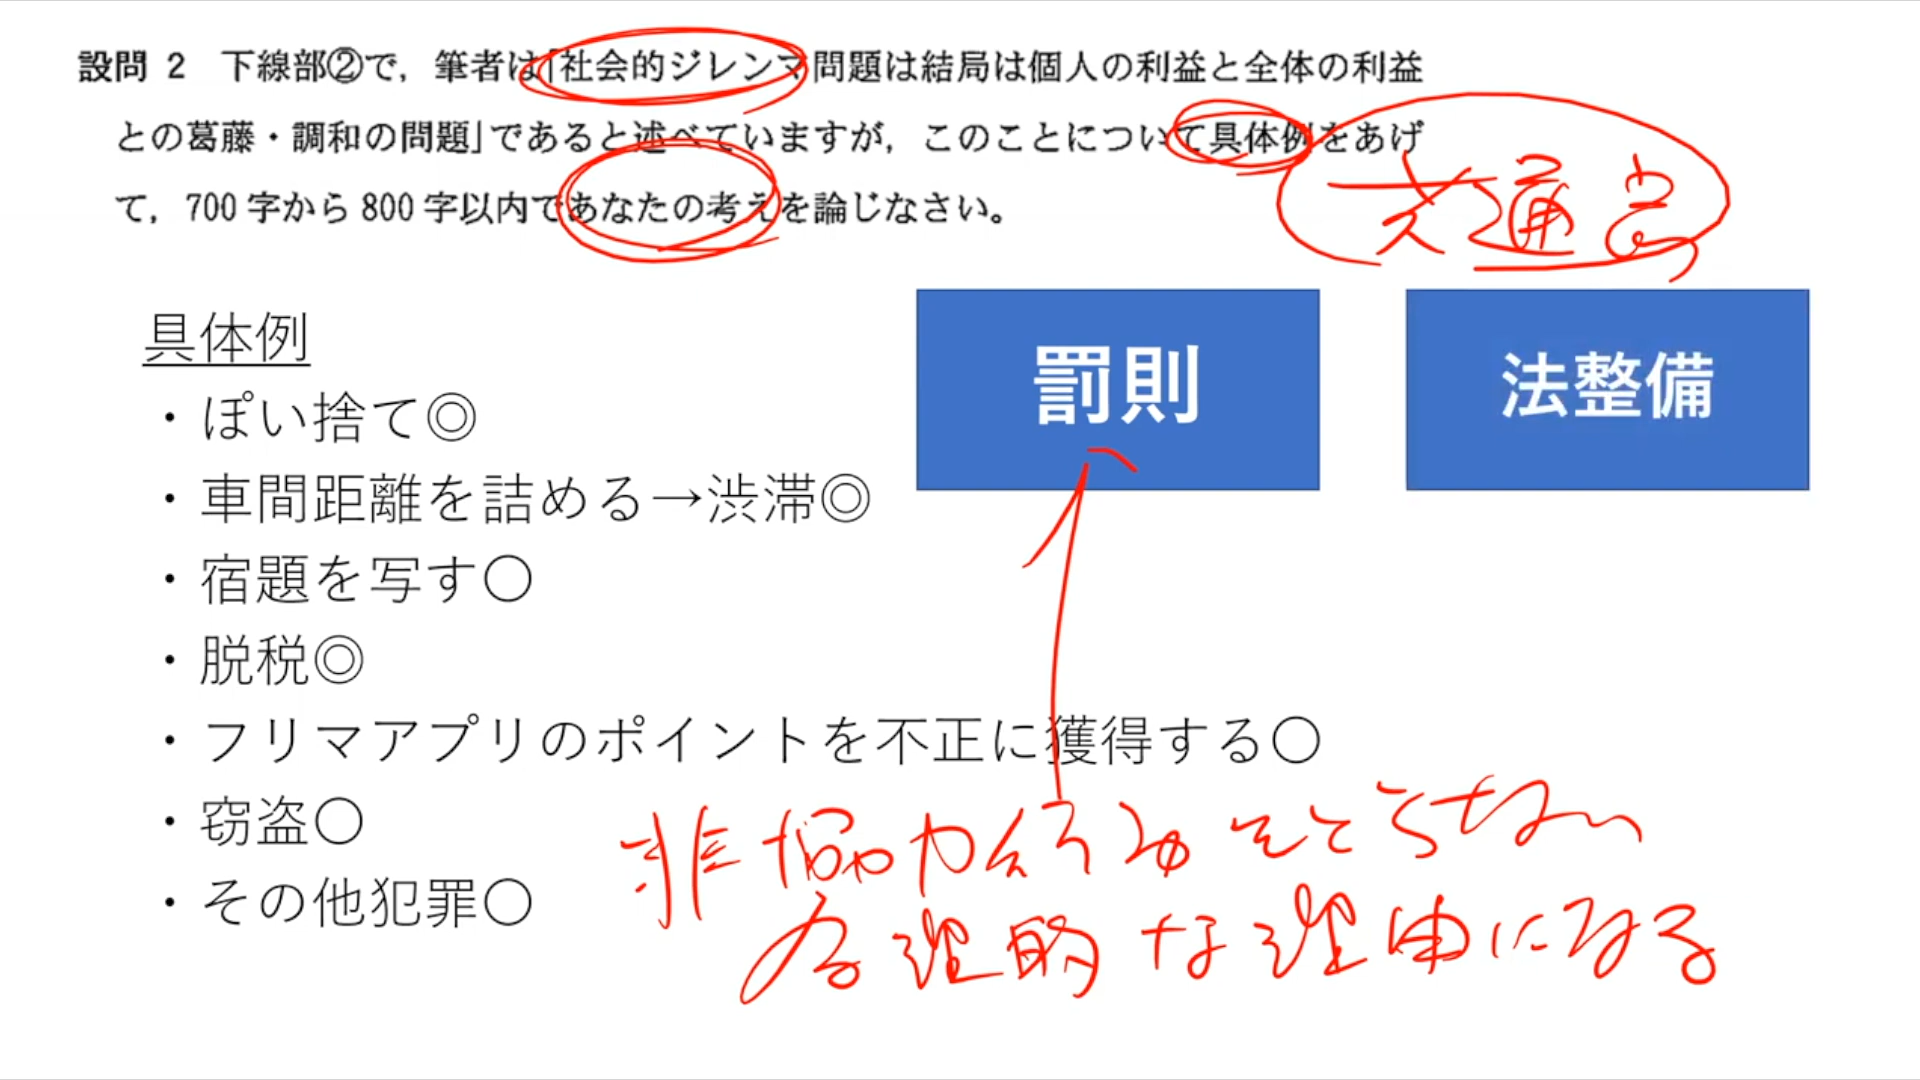 設問 2 下線部②で，筆者は「社会的ジレンマ問題は結局は個人の利益と全体の利益
との葛藤・調和の問題」であると述べていますが，このことについて具体例をあげ
て，700 字から 800 字以内であなたの考えを論じなさい。
共通点
具体例
・ぽい捨て◎
・車間距離を詰める→渋滞◎
・宿題を写す〇
・脱税◎
・フリマアプリのポイントを不正に獲得する〇
・窃盗〇
・その他犯罪〇
罰則
法整備
非協力行動をとらない
合理的な理由になる